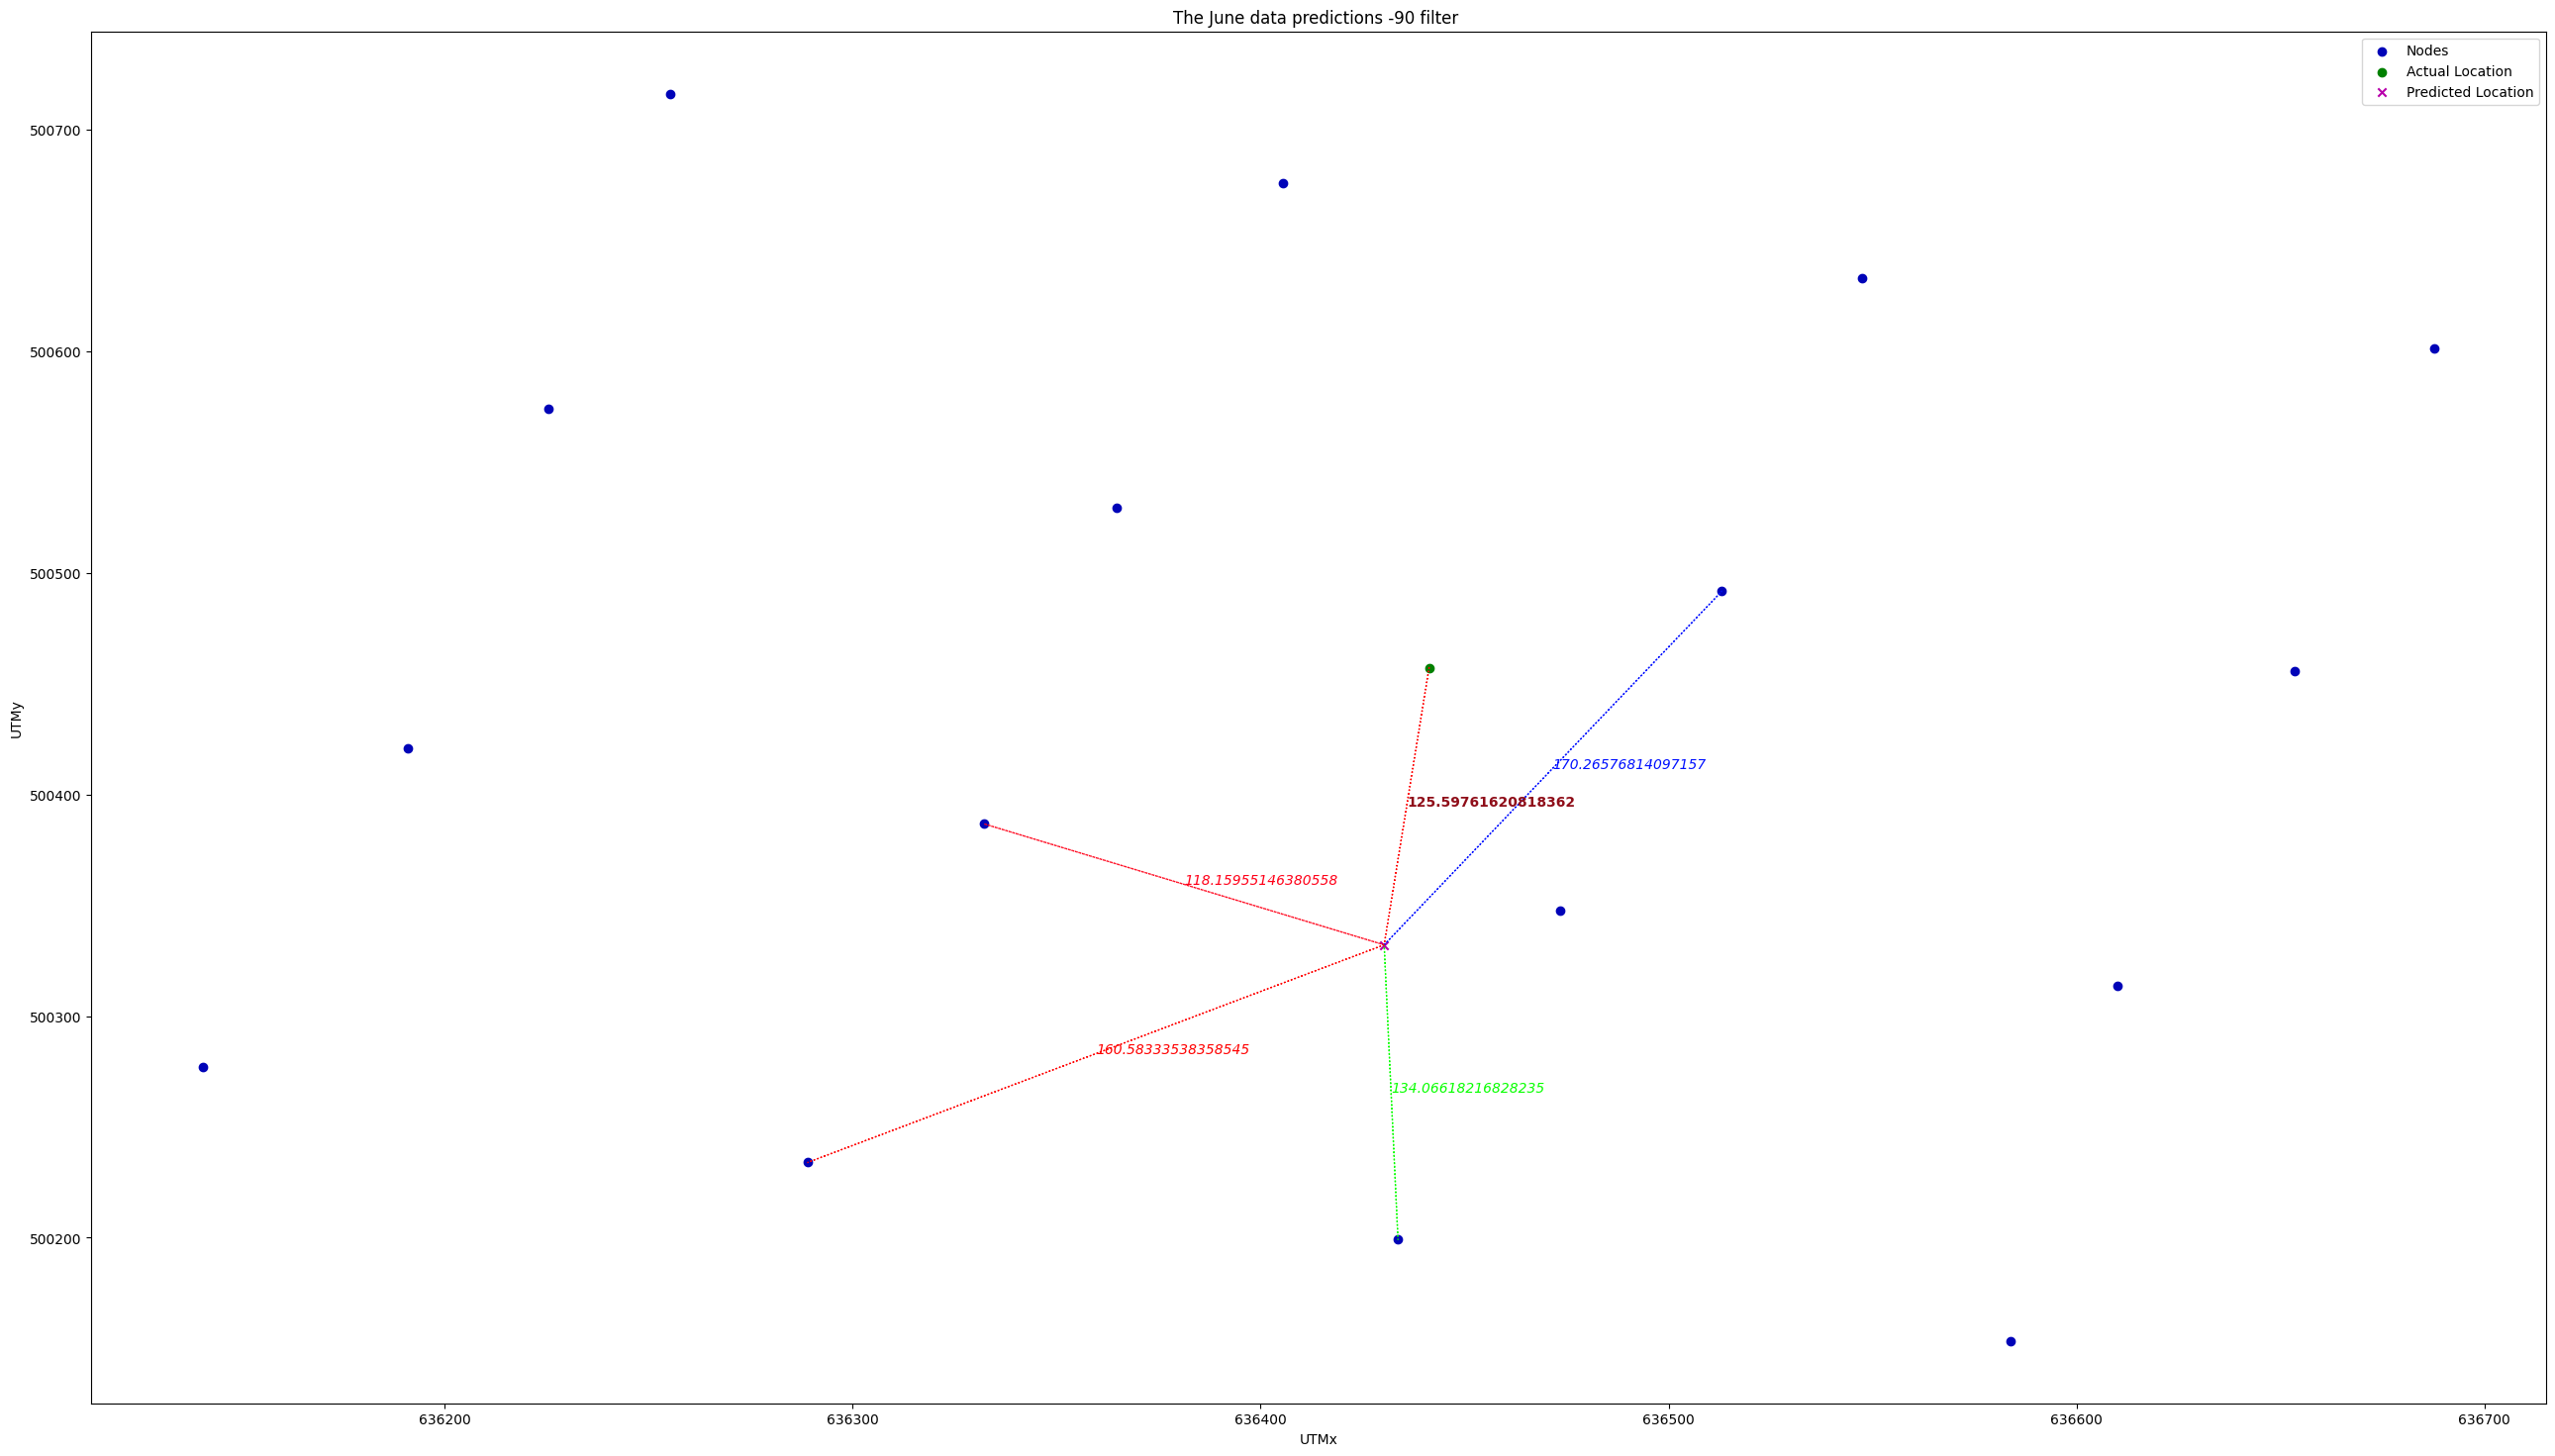 The June data predictions -90 filter
Nodes
Actual Location
Predicted Location
500700
500600
500500
500400
500300
500200
UTMy
170.26576814097157
125.59761620818362
118.15955146380558
160.58333538358545
134.06618216828235
636200
636300
636400
636500
636600
636700
UTMx